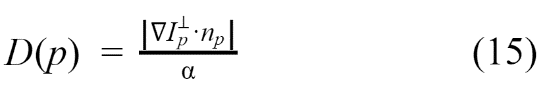 D(p) = |∇I_p^⊥ · n_p| / α (15)